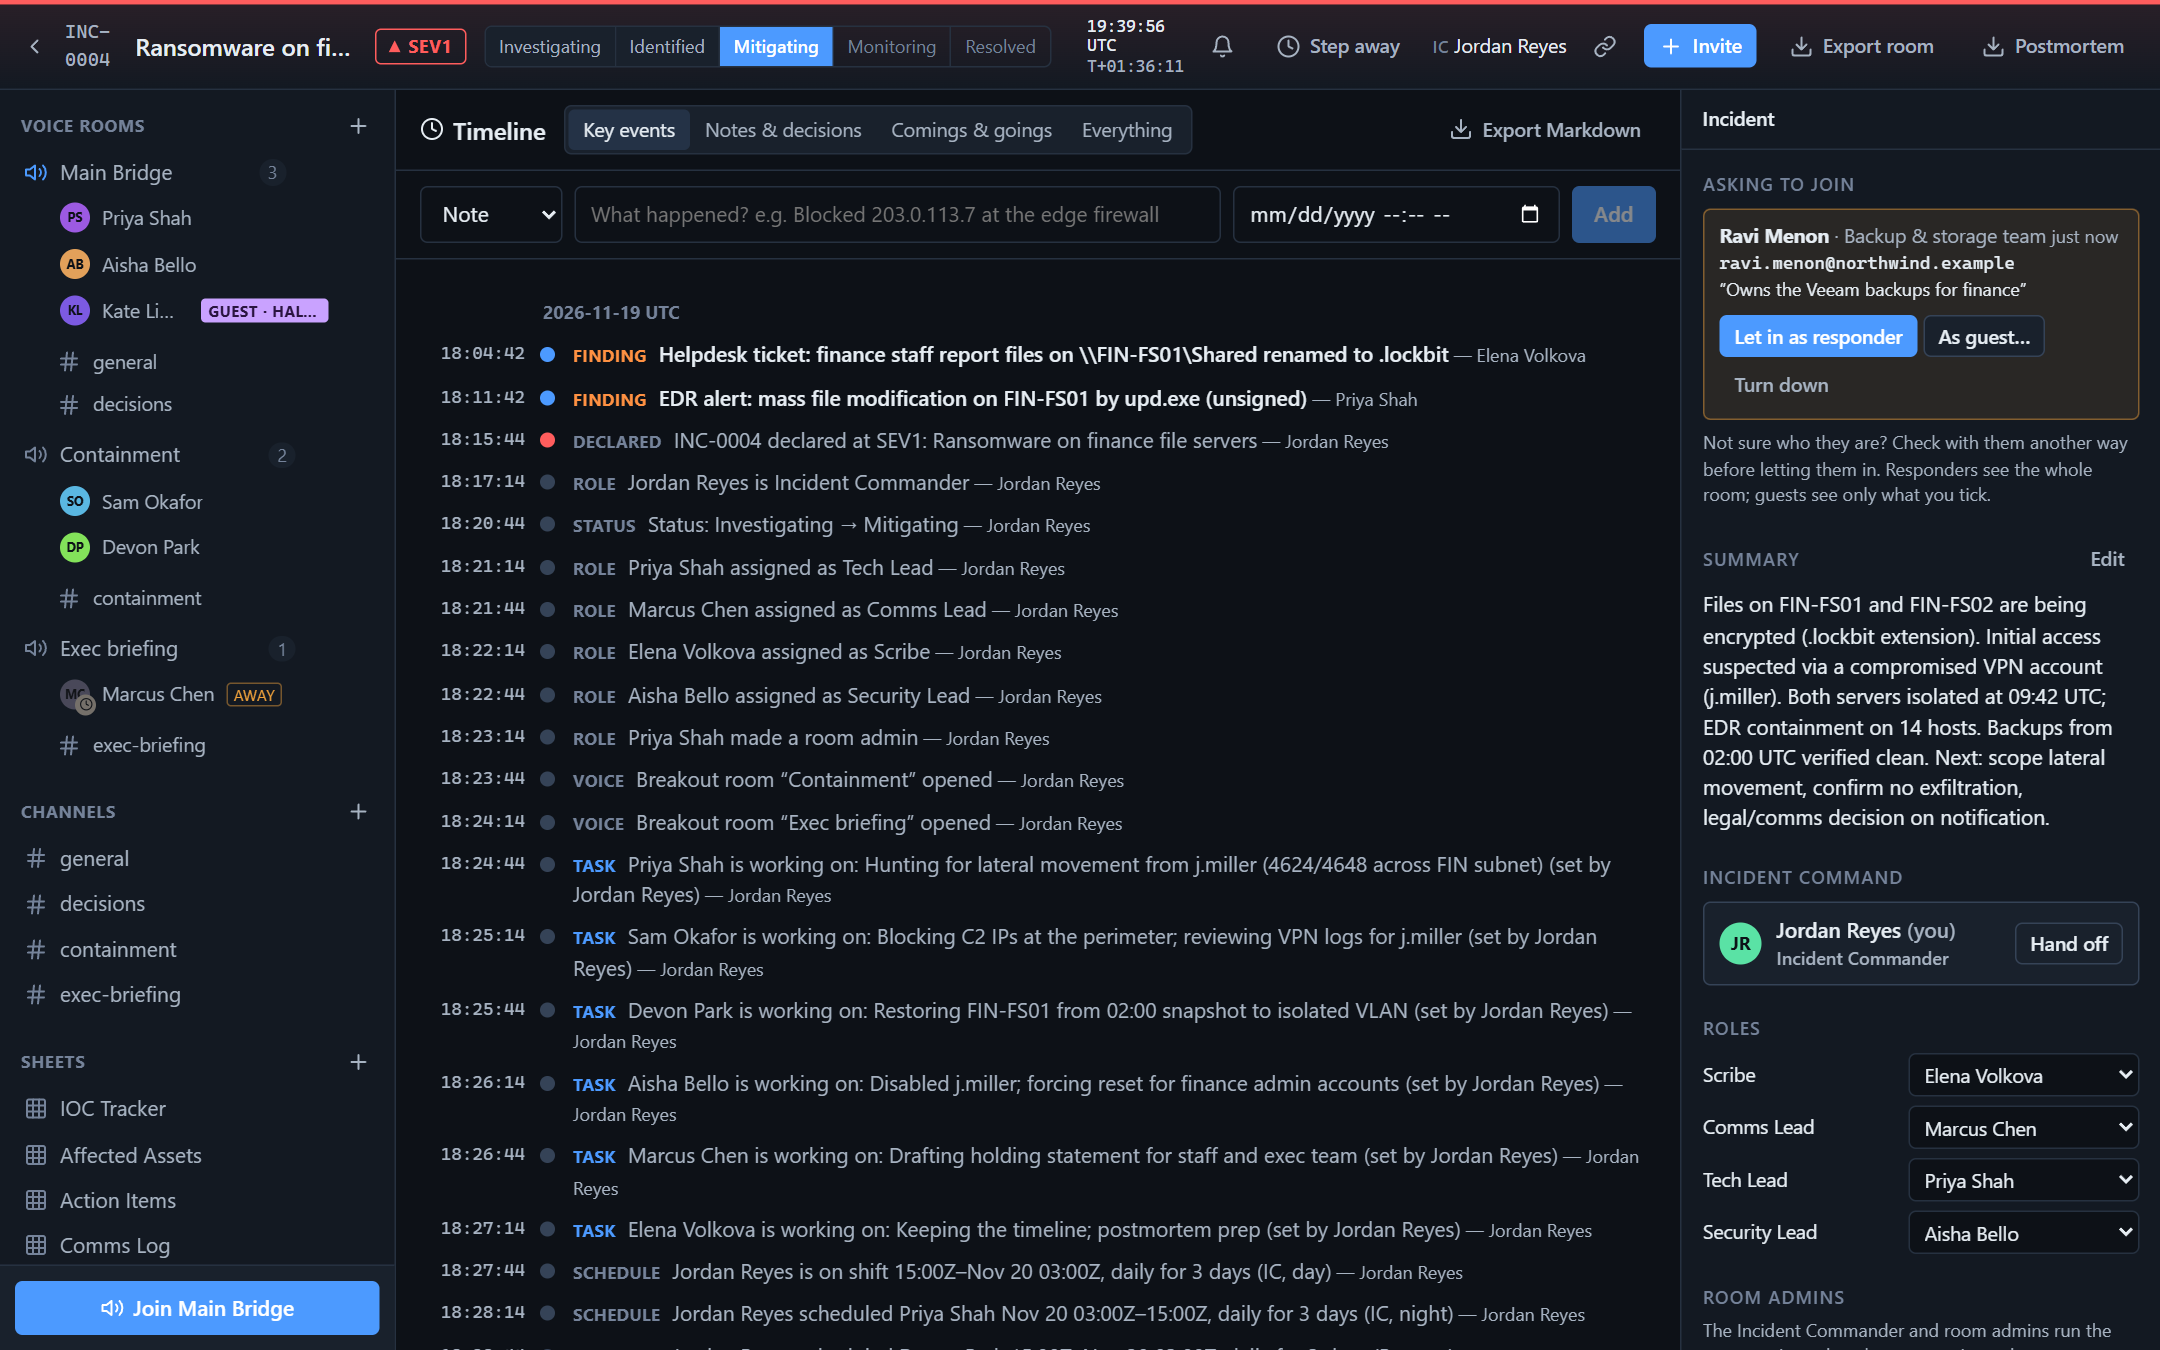 INC-
0004
Ransomware on fi...
SEV1
Investigating
Identified
Mitigating
Monitoring
Resolved
19:39:56
UTC
T+01:36:11
Step away
IC Jordan Reyes
Invite
Export room
Postmortem
VOICE ROOMS
Main Bridge 3
PS Priya Shah
AB Aisha Bello
KL Kate Li... GUEST · HAL...
# general
# decisions
Containment 2
SO Sam Okafor
DP Devon Park
# containment
Exec briefing 1
MC Marcus Chen AWAY
# exec-briefing
CHANNELS
# general
# decisions
# containment
# exec-briefing
SHEETS
IOC Tracker
Affected Assets
Action Items
Comms Log
Join Main Bridge
Timeline
Key events
Notes & decisions
Comings & goings
Everything
Export Markdown
Note
What happened? e.g. Blocked 203.0.113.7 at the edge firewall
mm/dd/yyyy --:-- --
Add
2026-11-19 UTC
18:04:42 FINDING Helpdesk ticket: finance staff report files on \\FIN-FS01\Shared renamed to .lockbit — Elena Volkova
18:11:42 FINDING EDR alert: mass file modification on FIN-FS01 by upd.exe (unsigned) — Priya Shah
18:15:44 DECLARED INC-0004 declared at SEV1: Ransomware on finance file servers — Jordan Reyes
18:17:14 ROLE Jordan Reyes is Incident Commander — Jordan Reyes
18:20:44 STATUS Status: Investigating → Mitigating — Jordan Reyes
18:21:14 ROLE Priya Shah assigned as Tech Lead — Jordan Reyes
18:21:44 ROLE Marcus Chen assigned as Comms Lead — Jordan Reyes
18:22:14 ROLE Elena Volkova assigned as Scribe — Jordan Reyes
18:22:44 ROLE Aisha Bello assigned as Security Lead — Jordan Reyes
18:23:14 ROLE Priya Shah made a room admin — Jordan Reyes
18:23:44 VOICE Breakout room “Containment” opened — Jordan Reyes
18:24:14 VOICE Breakout room “Exec briefing” opened — Jordan Reyes
18:24:44 TASK Priya Shah is working on: Hunting for lateral movement from j.miller (4624/4648 across FIN subnet) (set by
Jordan Reyes) — Jordan Reyes
18:25:14 TASK Sam Okafor is working on: Blocking C2 IPs at the perimeter; reviewing VPN logs for j.miller (set by Jordan
Reyes) — Jordan Reyes
18:25:44 TASK Devon Park is working on: Restoring FIN-FS01 from 02:00 snapshot to isolated VLAN (set by Jordan Reyes) —
Jordan Reyes
18:26:14 TASK Aisha Bello is working on: Disabled j.miller; forcing reset for finance admin accounts (set by Jordan Reyes) —
Jordan Reyes
18:26:44 TASK Marcus Chen is working on: Drafting holding statement for staff and exec team (set by Jordan Reyes) — Jordan
Reyes
18:27:14 TASK Elena Volkova is working on: Keeping the timeline; postmortem prep (set by Jordan Reyes) — Jordan Reyes
18:27:44 SCHEDULE Jordan Reyes is on shift 15:00Z–Nov 20 03:00Z, daily for 3 days (IC, day) — Jordan Reyes
18:28:14 SCHEDULE Jordan Reyes scheduled Priya Shah Nov 20 03:00Z–15:00Z, daily for 3 days (IC, night) — Jordan Reyes
Incident
ASKING TO JOIN
Ravi Menon · Backup & storage team just now
ravi.menon@northwind.example
“Owns the Veeam backups for finance”
Let in as responder
As guest...
Turn down
Not sure who they are? Check with them another way
before letting them in. Responders see the whole
room; guests see only what you tick.
SUMMARY
Edit
Files on FIN-FS01 and FIN-FS02 are being
encrypted (.lockbit extension). Initial access
suspected via a compromised VPN account
(j.miller). Both servers isolated at 09:42 UTC;
EDR containment on 14 hosts. Backups from
02:00 UTC verified clean. Next: scope lateral
movement, confirm no exfiltration,
legal/comms decision on notification.
INCIDENT COMMAND
JR Jordan Reyes (you)
Incident Commander
Hand off
ROLES
Scribe Elena Volkova
Comms Lead Marcus Chen
Tech Lead Priya Shah
Security Lead Aisha Bello
ROOM ADMINS
The Incident Commander and room admins run the